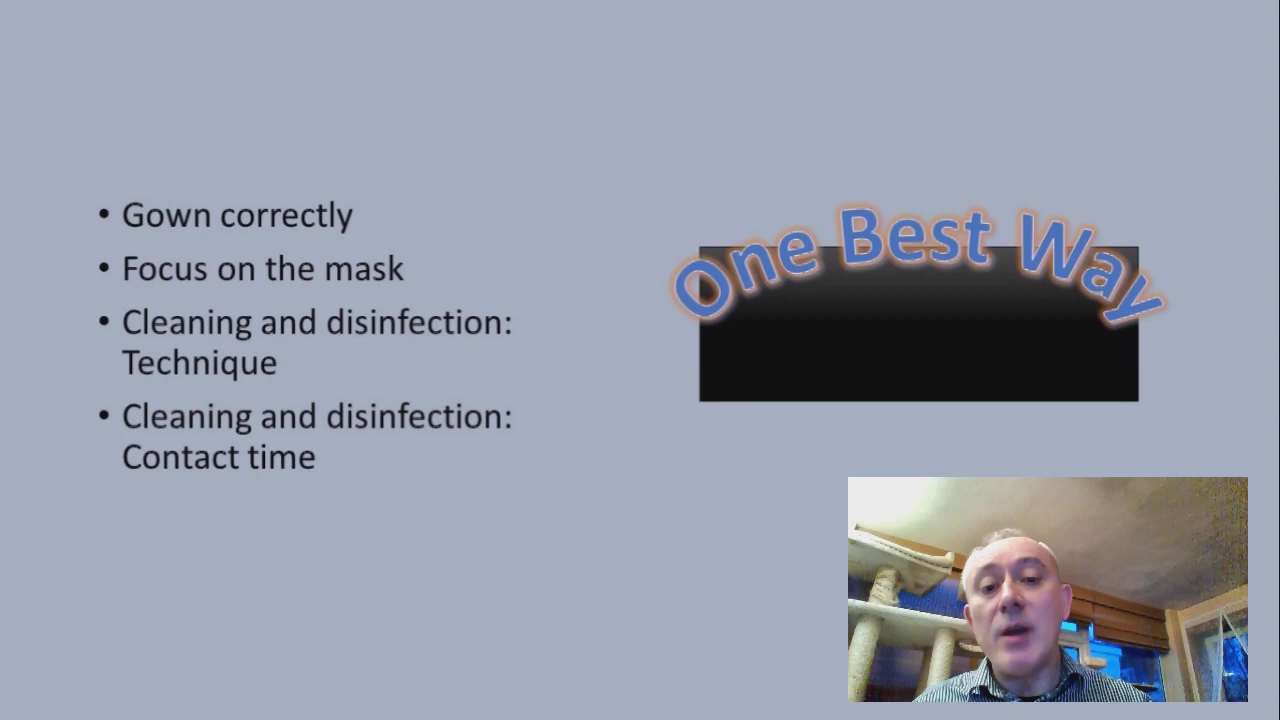 • Gown correctly
• Focus on the mask
• Cleaning and disinfection:
Technique
• Cleaning and disinfection:
Contact time
One Best Way